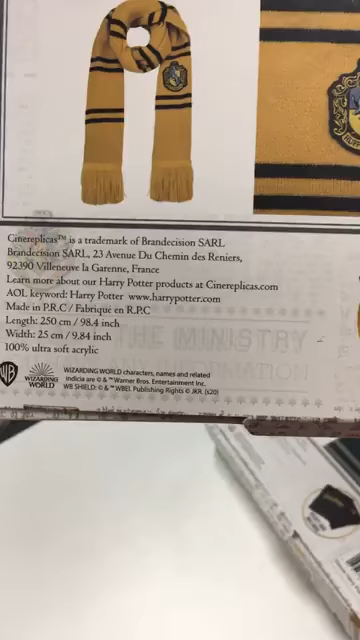 Cinereplicas™ is a trademark of Brandecision SARL
Brandecision SARL, 23 Avenue Du Chemin des Reniers,
92390 Villeneuve la Garenne, France
Learn more about our Harry Potter products at Cinereplicas.com
AOL keyword: Harry Potter www.harrypotter.com
Made in P.R.C / Fabriqué en R.P.C
Length: 250 cm / 98.4 inch
Width: 25 cm / 9.84 inch
100% ultra soft acrylic
THE MINISTRY
WB
WIZARDING
WORLD
WIZARDING WORLD characters, names and related
indicia are © & ™ Warner Bros. Entertainment Inc.
WB SHIELD: © & ™ WBEI. Publishing Rights © JKR. (s20)